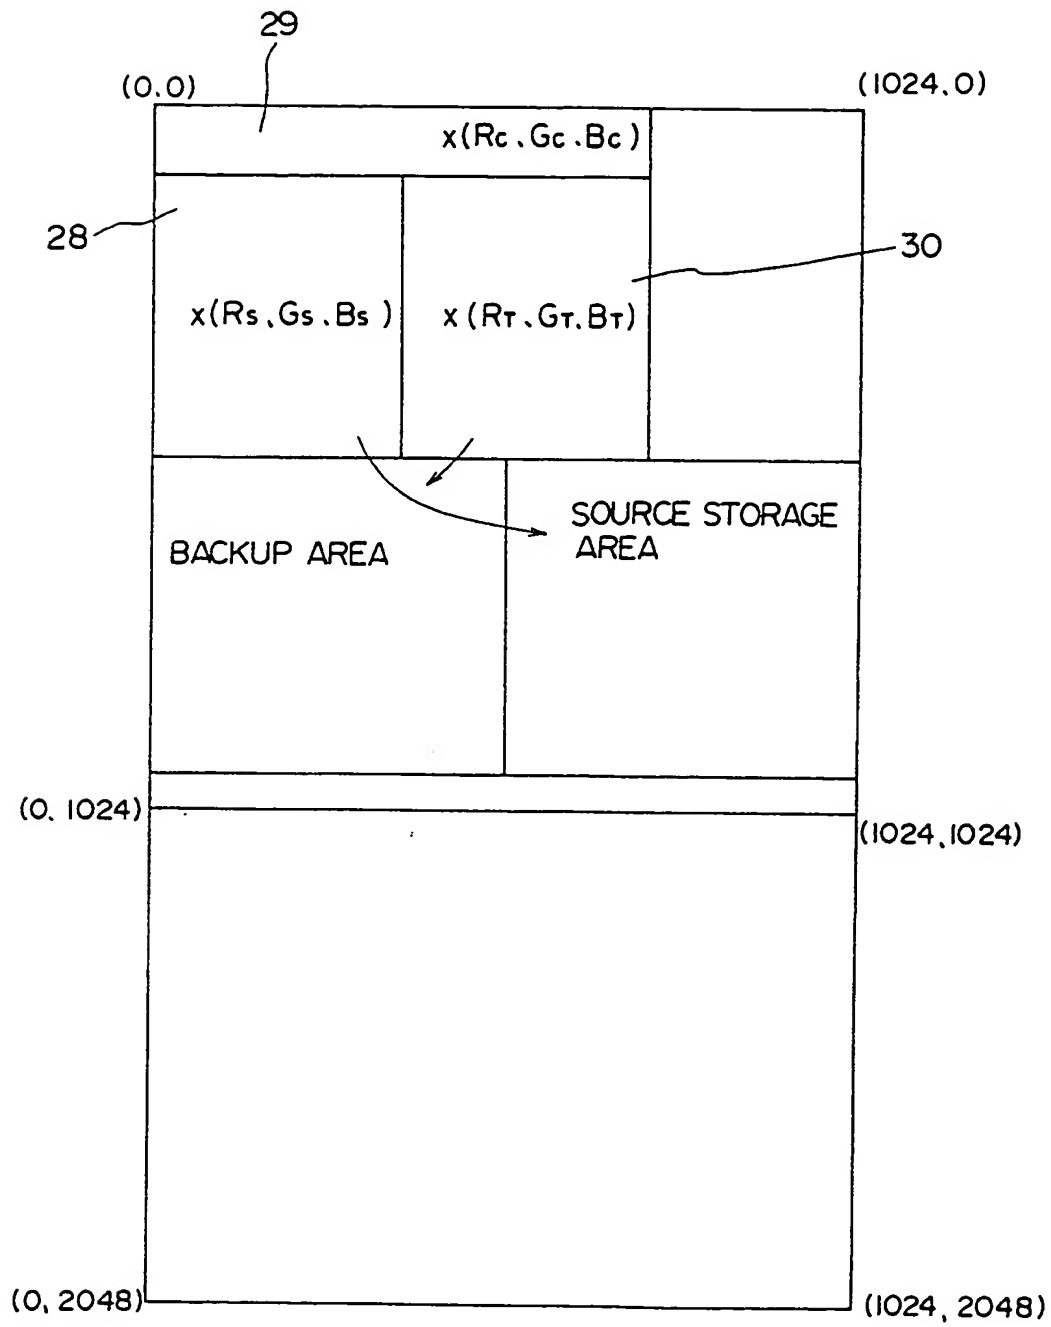 29
(0.0)
(1024.0)
x(Rc.Gc.Bc)
28
30
x(Rs.Gs.Bs)
x(RT.GT.BT)
SOURCE STORAGE
AREA
BACKUP AREA
(0.1024)
(1024.1024)
(0,2048)
(1024,2048)